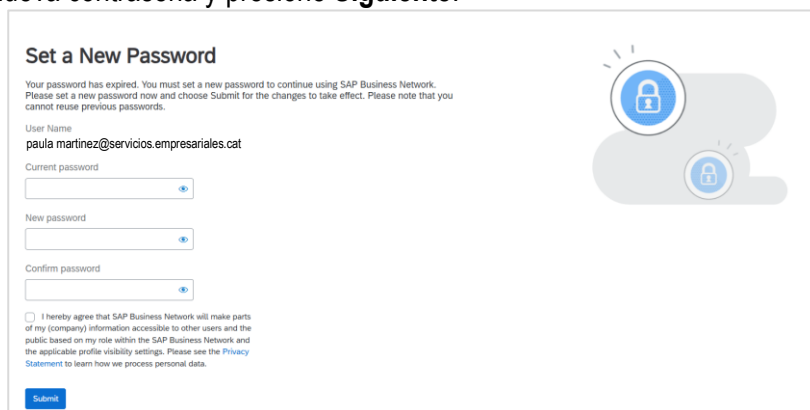 nueva contraseña y presione Siguiente.
Set a New Password
Your password has expired. You must set a new password to continue using SAP Business Network.
Please set a new password now and choose Submit for the changes to take effect. Please note that you
cannot reuse previous passwords.
User Name
paula martinez@servicios.empresariales.cat
Current password
New password
Confirm password
I hereby agree that SAP Business Network will make parts
of my (company) information accessible to other users and the
public based on my role within the SAP Business Network and
the applicable profile visibility settings. Please see the Privacy
Statement to learn how we process personal data.
Submit